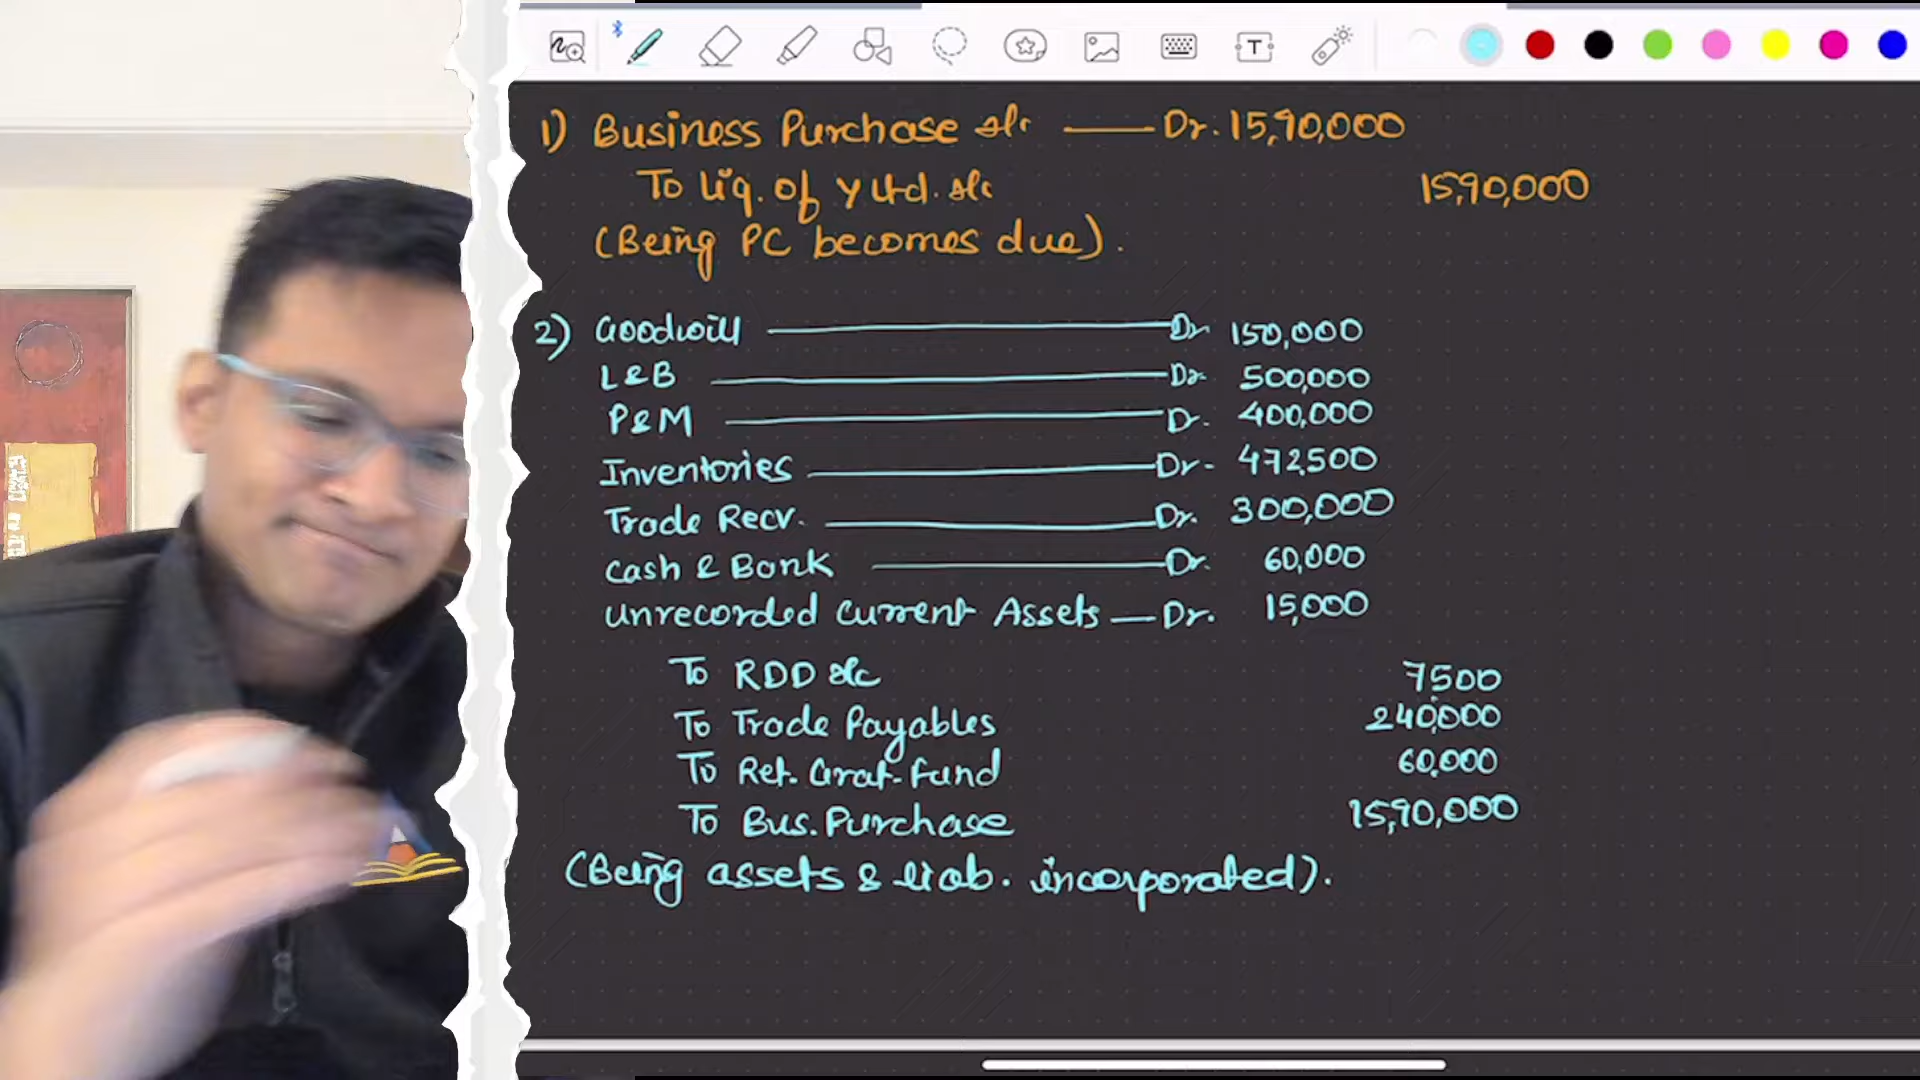 1) Business Purchase a/c —— Dr. 15,90,000
To Liq. of Y Ltd. a/c 15,90,000
(Being PC becomes due).
2) Goodwill —— Dr 150,000
L&B —— Dr. 500,000
P&M —— Dr. 400,000
Inventories —— Dr. 472,500
Trade Recv. —— Dr. 300,000
Cash & Bank —— Dr. 60,000
Unrecorded Current Assets — Dr. 15,000
To RDD a/c 7500
To Trade Payables 240,000
To Ret. Grat. Fund 60,000
To Bus. Purchase 15,90,000
(Being assets & liab. incorporated).